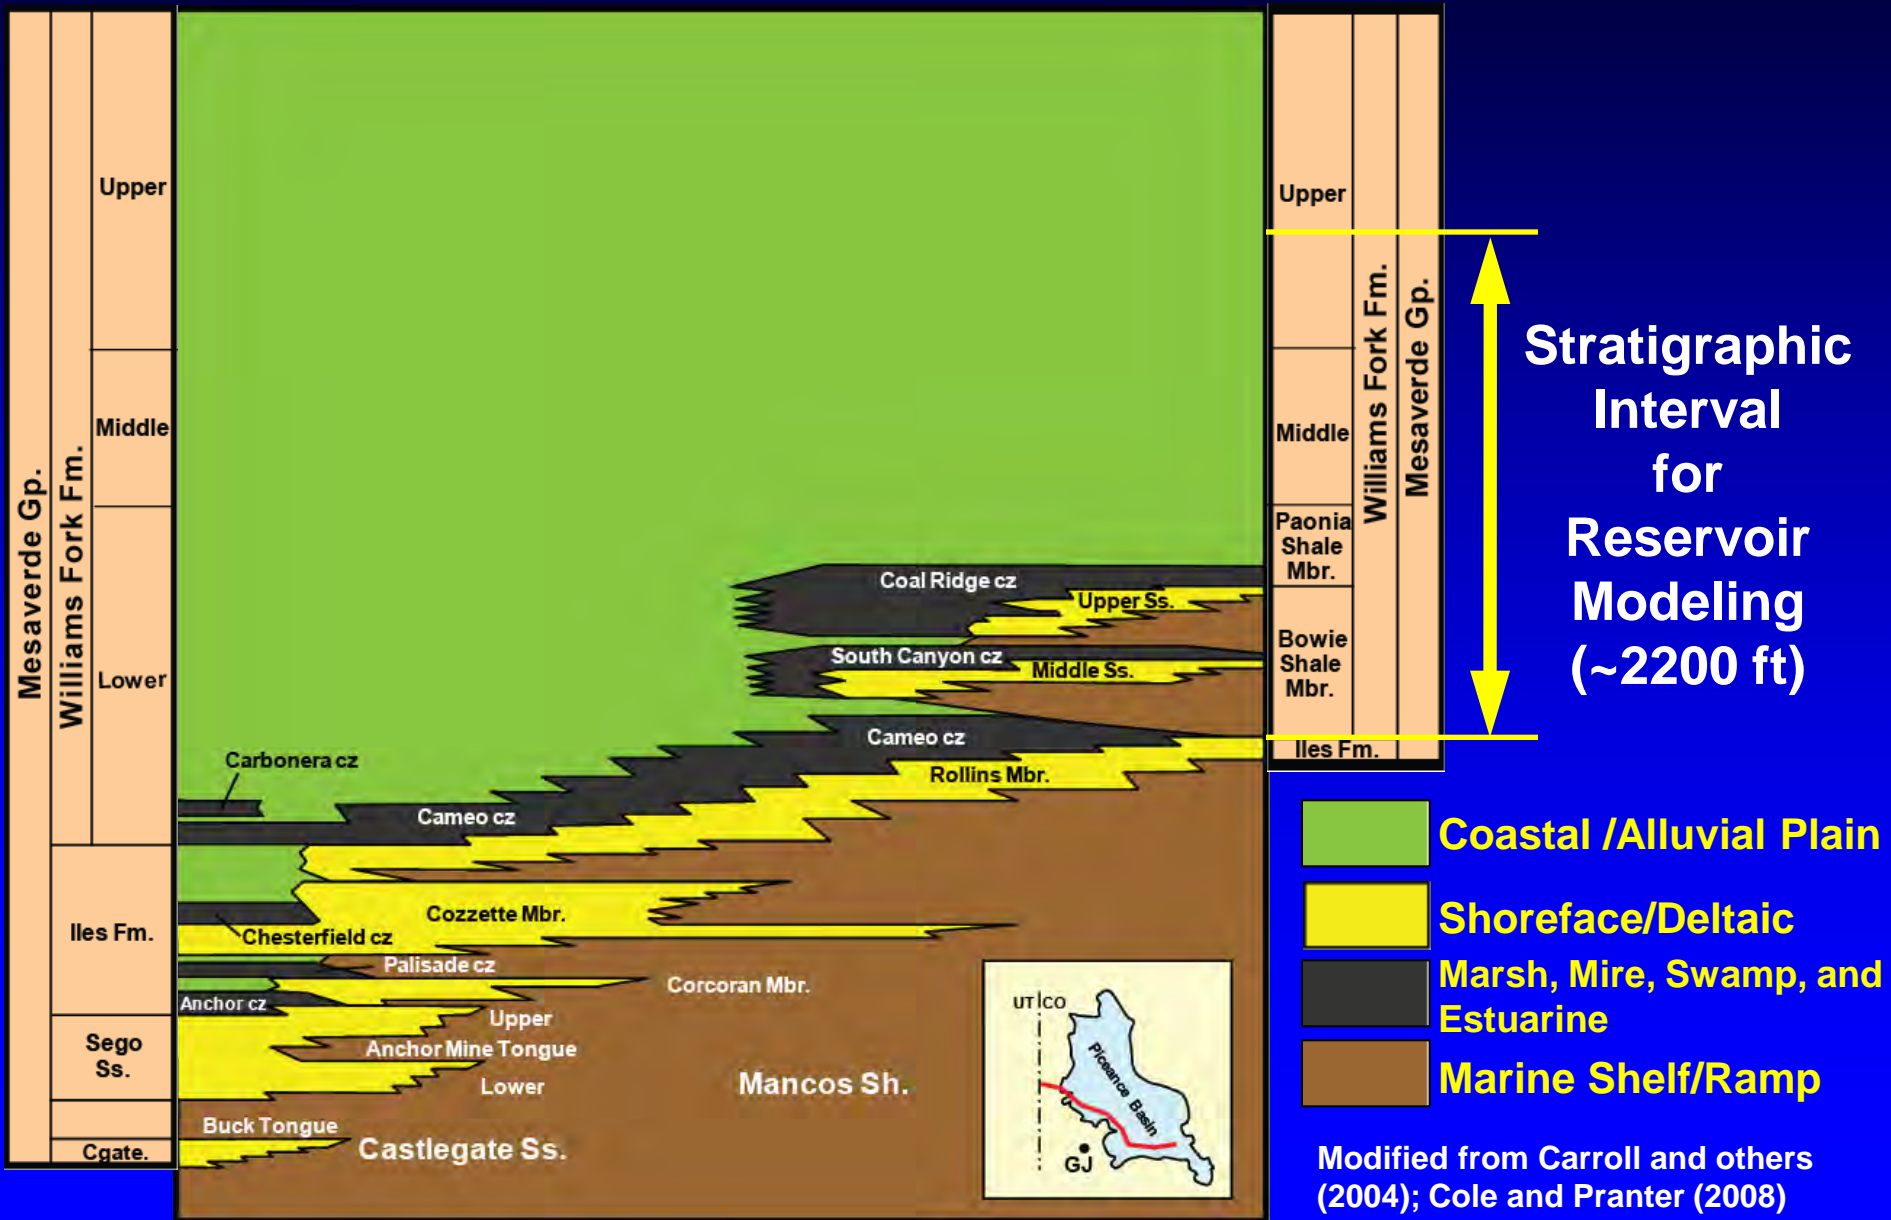 Mesaverde Gp.
Williams Fork Fm.
Upper
Middle
Lower
Iles Fm.
Sego
Ss.
Cgate.
Coal Ridge cz
Upper Ss.
South Canyon cz
Middle Ss.
Cameo cz
Rollins Mbr.
Carbonera cz
Cameo cz
Cozzette Mbr.
Chesterfield cz
Palisade cz
Corcoran Mbr.
Anchor cz
Upper
Anchor Mine Tongue
Lower
Mancos Sh.
Buck Tongue
Castlegate Ss.
UT CO
Piceance Basin
GJ
Upper
Middle
Paonia
Shale
Mbr.
Bowie
Shale
Mbr.
Iles Fm.
Williams Fork Fm.
Mesaverde Gp.
Stratigraphic
Interval
for
Reservoir
Modeling
(~2200 ft)
Coastal /Alluvial Plain
Shoreface/Deltaic
Marsh, Mire, Swamp, and
Estuarine
Marine Shelf/Ramp
Modified from Carroll and others
(2004); Cole and Pranter (2008)